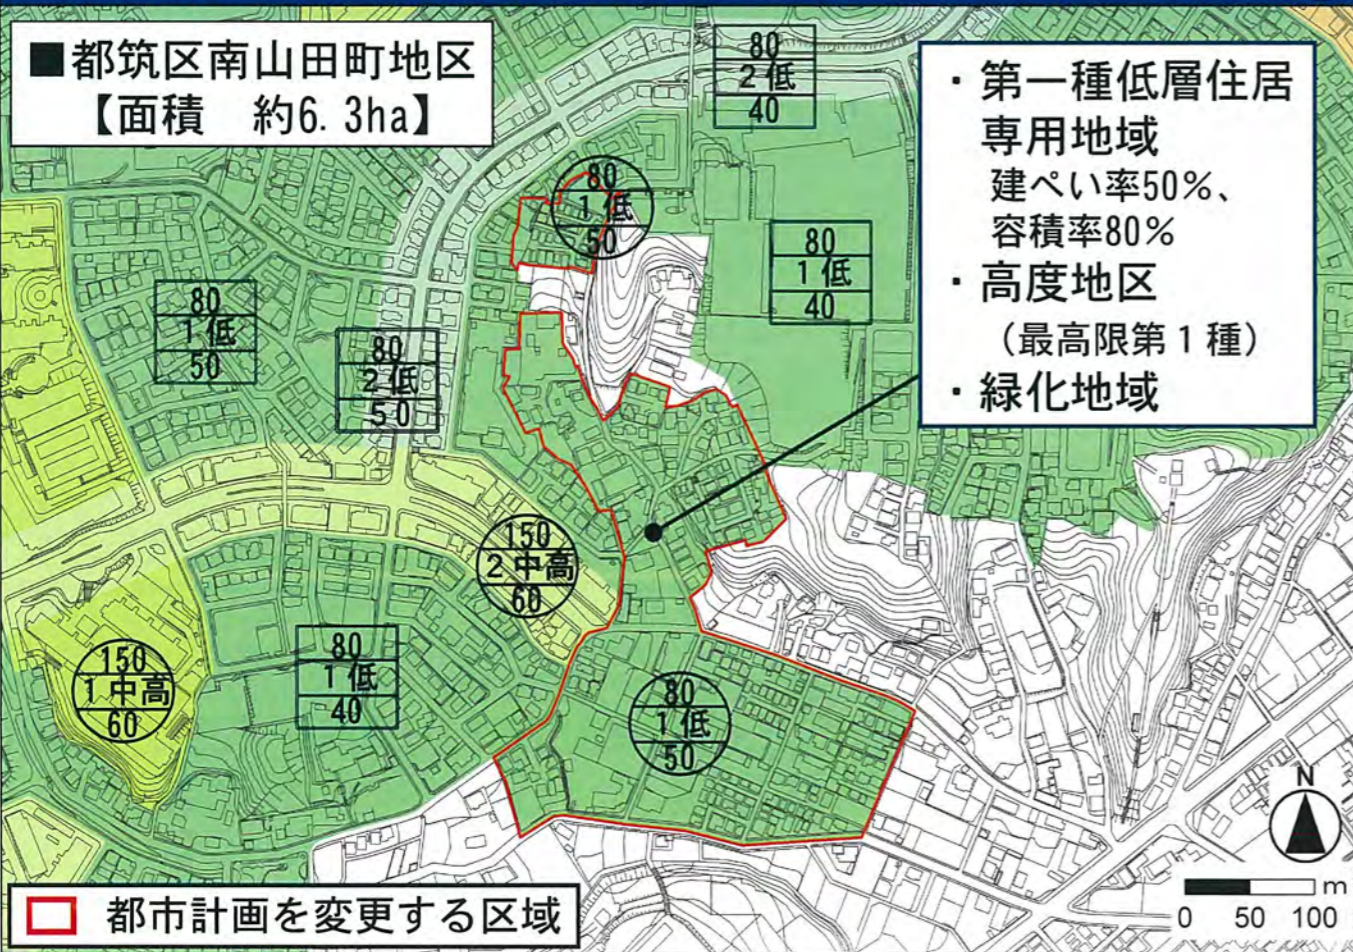 ■都筑区南山田町地区
【面積　約6.3ha】
80
2低
40
・第一種低層住居
専用地域
建ぺい率50%、
容積率80%
・高度地区
（最高限第１種）
・緑化地域
80
1低
50
80
1低
40
80
1低
50
80
2低
50
150
2中高
60
150
1中高
60
80
1低
40
80
1低
50
N
m
0 50 100
都市計画を変更する区域